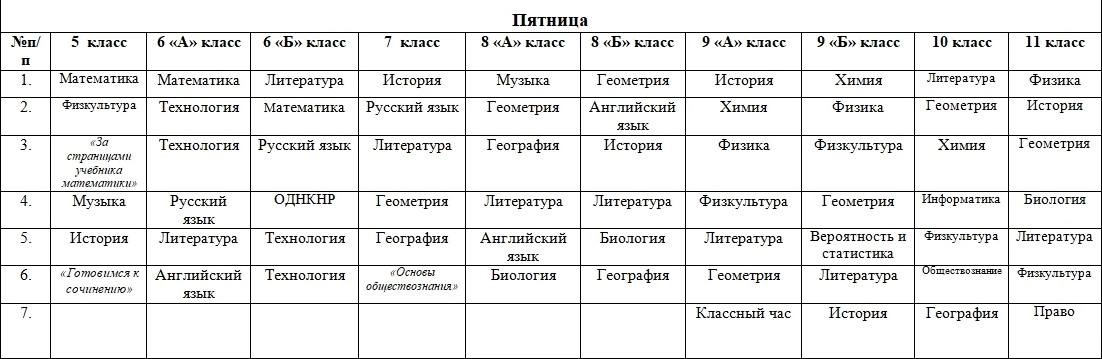 Пятница
№п/п 5 класс 6 «А» класс 6 «Б» класс 7 класс 8 «А» класс 8 «Б» класс 9 «А» класс 9 «Б» класс 10 класс 11 класс
1. Математика Математика Литература История Музыка Геометрия История Химия Литература Физика
2. Физкультура Технология Математика Русский язык Геометрия Английский язык Химия Физика Геометрия История
3. «За страницами учебника математики» Технология Русский язык Литература География История Физика Физкультура Химия Геометрия
4. Музыка Русский язык ОДНКНР Геометрия Литература Литература Физкультура Геометрия Информатика Биология
5. История Литература Технология География Английский язык Биология Литература Вероятность и статистика Физкультура Литература
6. «Готовимся к сочинению» Английский язык Технология «Основы обществознания» Биология География Геометрия Литература Обществознание Физкультура
7. Классный час История География Право